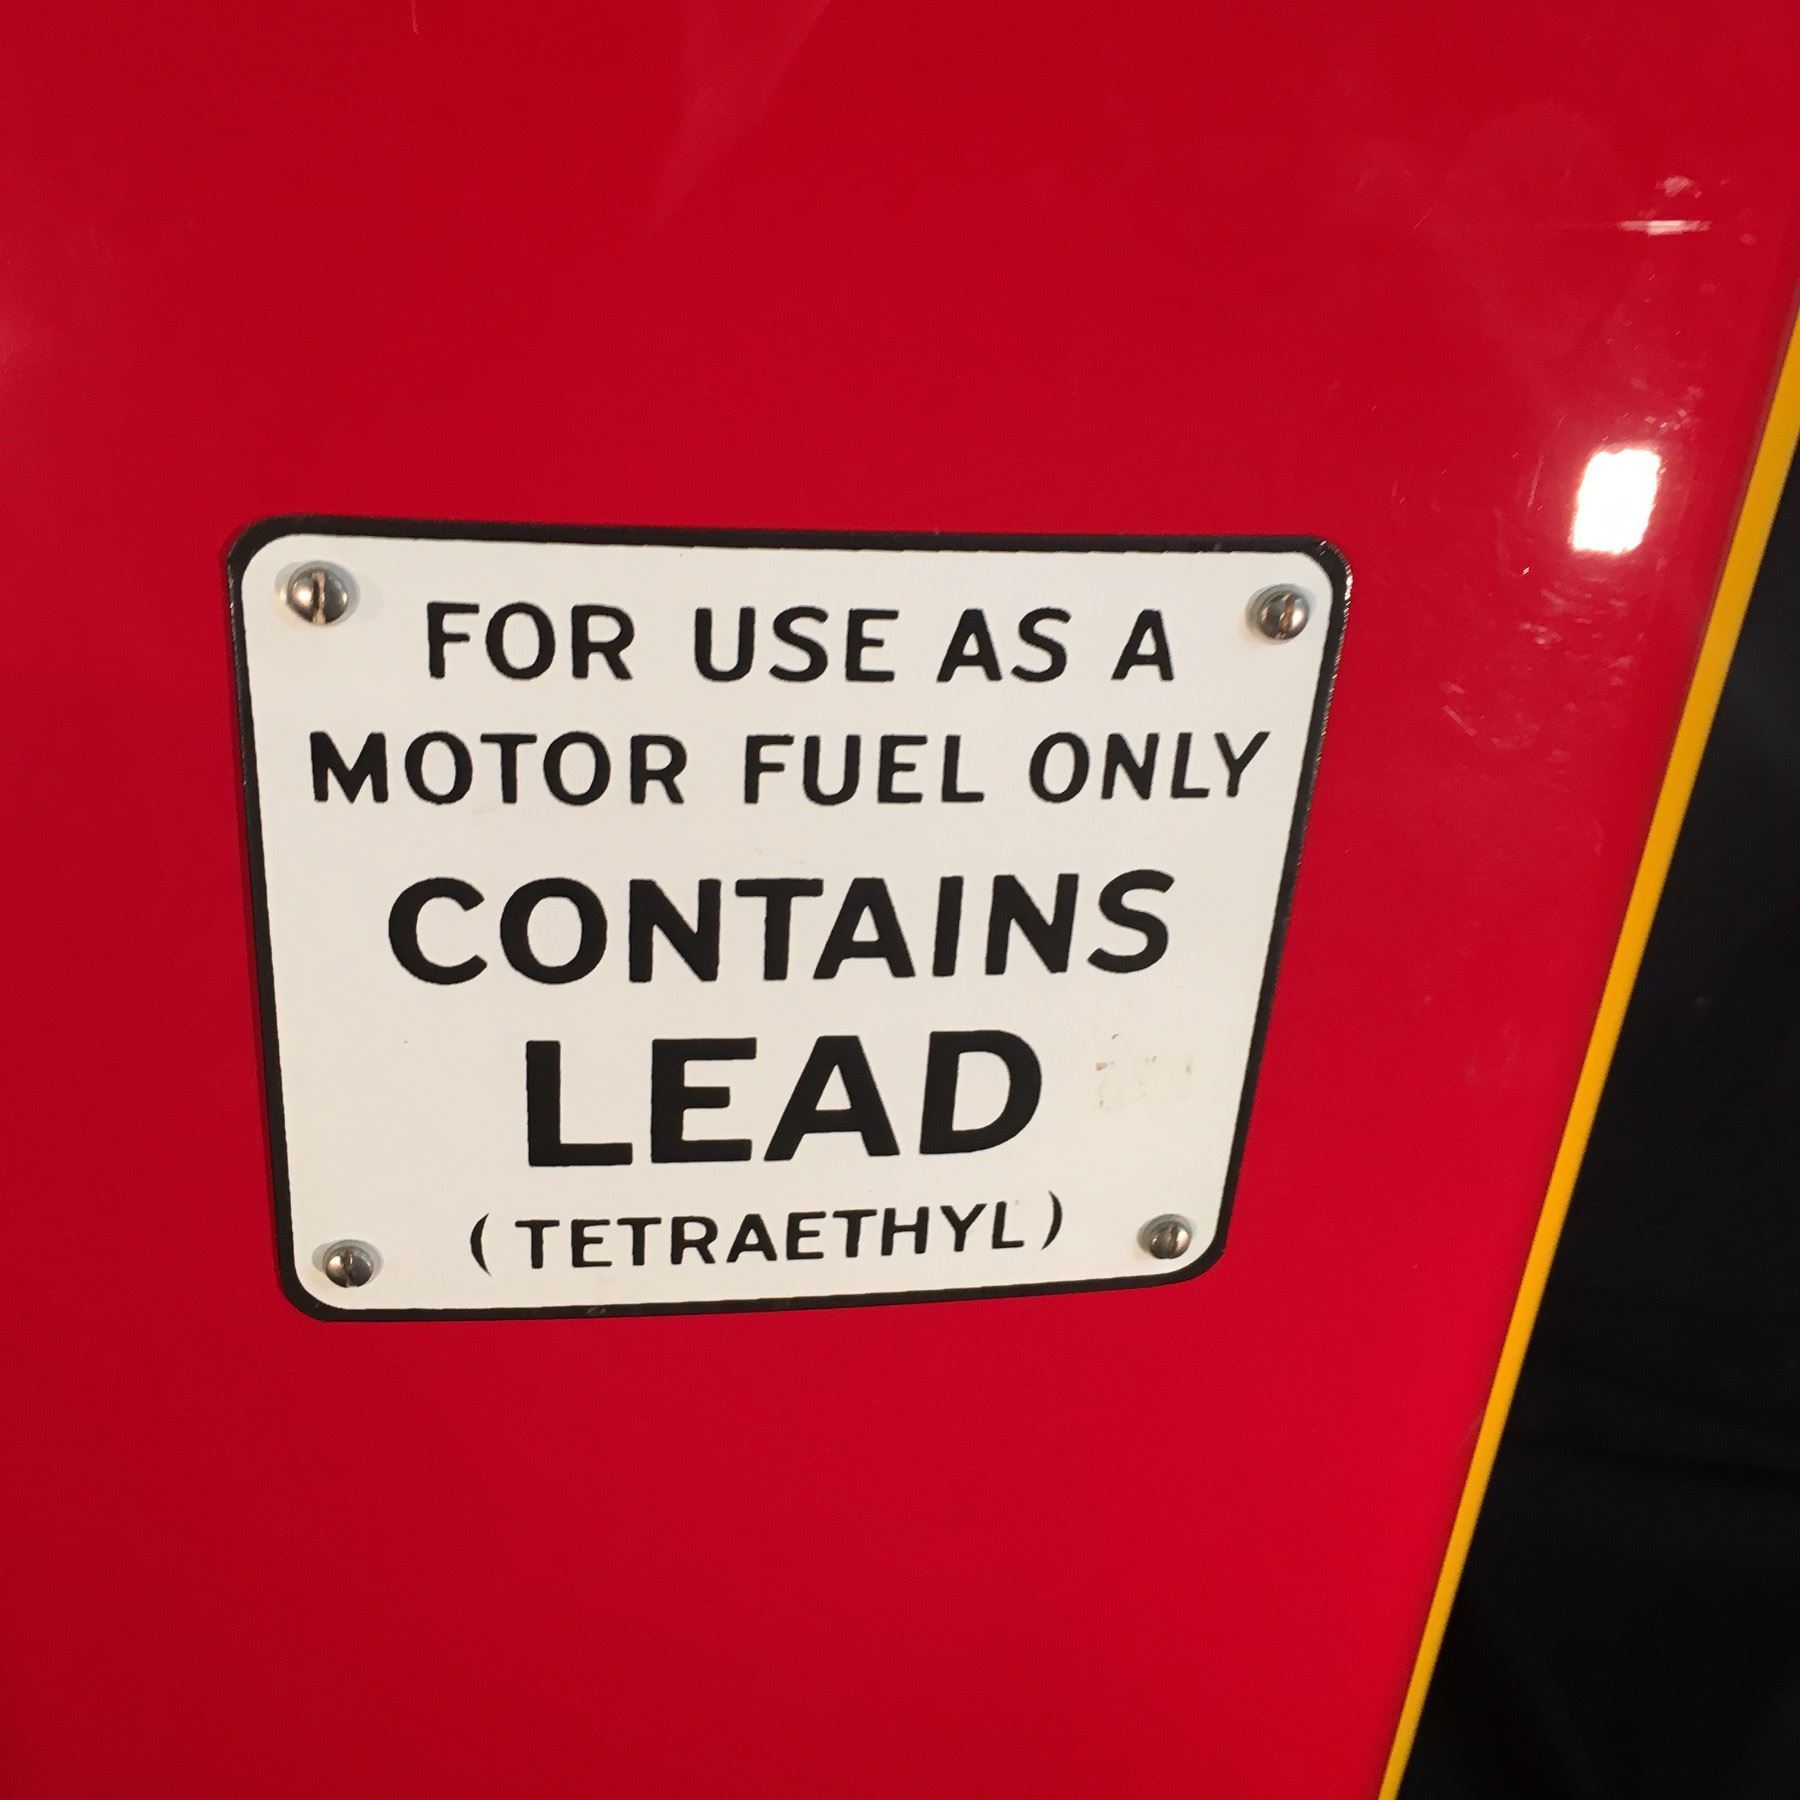 FOR USE AS A
MOTOR FUEL ONLY
CONTAINS
LEAD
(TETRAETHYL)